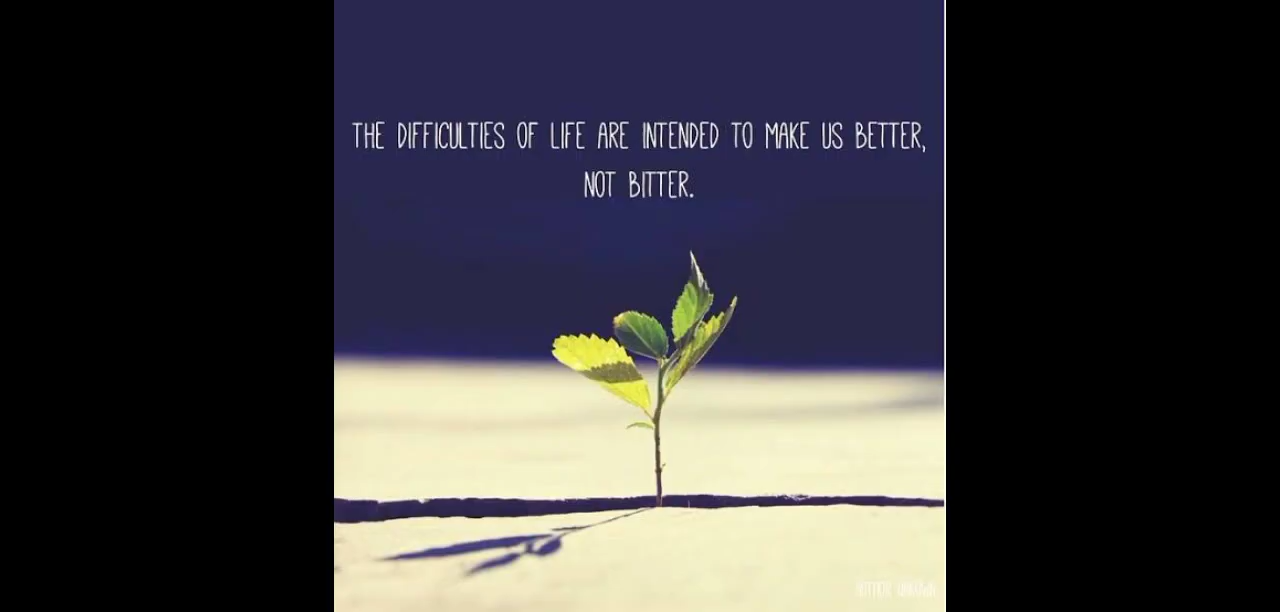 THE DIFFICULTIES OF LIFE ARE INTENDED TO MAKE US BETTER,
NOT BITTER.